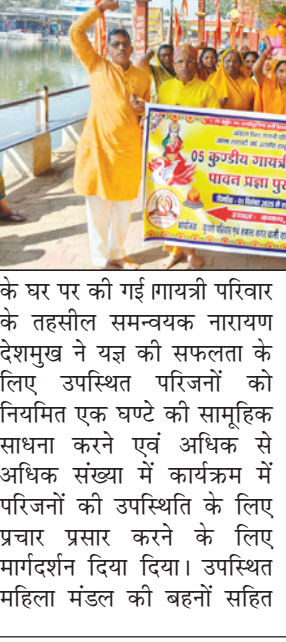 05 कुण्डीय गायत्री
पावन प्रज्ञा पु
के घर पर की गई।गायत्री परिवार
के तहसील समन्वयक नारायण
देशमुख ने यज्ञ की सफलता के
लिए उपस्थित परिजनों को
नियमित एक घण्टे की सामूहिक
साधना करने एवं अधिक से
अधिक संख्या में कार्यक्रम में
परिजनों की उपस्थिति के लिए
प्रचार प्रसार करने के लिए
मार्गदर्शन दिया दिया। उपस्थित
महिला मंडल की बहनों सहित